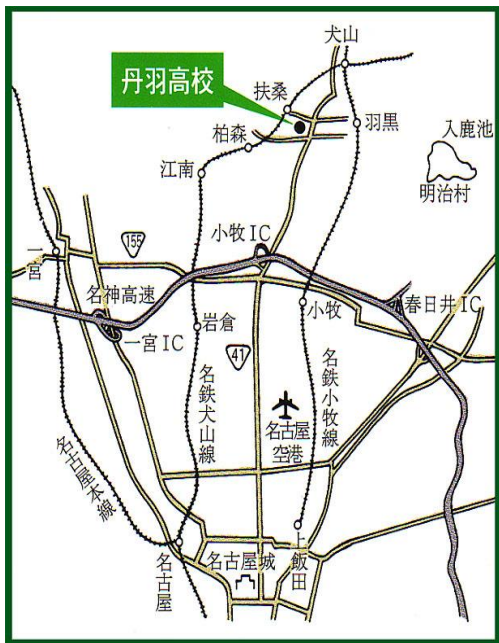 犬山
丹羽高校
扶桑
羽黒
柏森
入鹿池
江南
明治村
155
小牧IC
一宮
名神高速
小牧
春日井IC
岩倉
一宮IC
41
名鉄犬山線
名鉄小牧線
名古屋
空港
名古屋本線
上飯田
名古屋城
名古屋